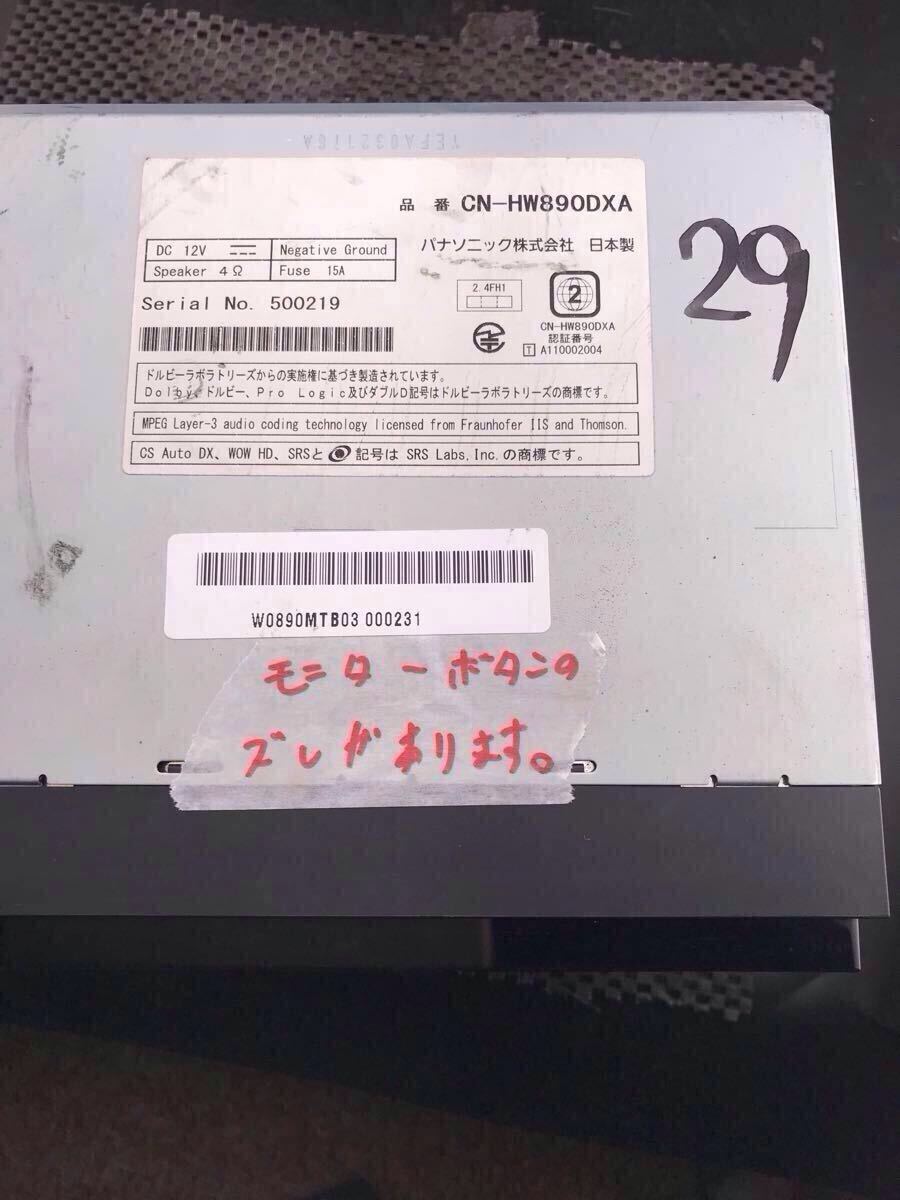 TEFA032116A
品 番 CN-HW890DXA
パナソニック株式会社 日本製
29
DC 12V
Negative Ground
Speaker 4Ω
Fuse 15A
Serial No. 500219
2.4FH1
2
CN-HW890DXA
認証番号
T A110002004
ドルビーラボラトリーズからの実施権に基づき製造されています。
Dolby、ドルビー、Pro Logic及びダブルD記号はドルビーラボラトリーズの商標です。
MPEG Layer-3 audio coding technology licensed from Fraunhofer IIS and Thomson.
CS Auto DX、WOW HD、SRSと 記号は SRS Labs,Inc.の商標です。
W0890MTB03 000231
モニターボタンの
ズレがあります。